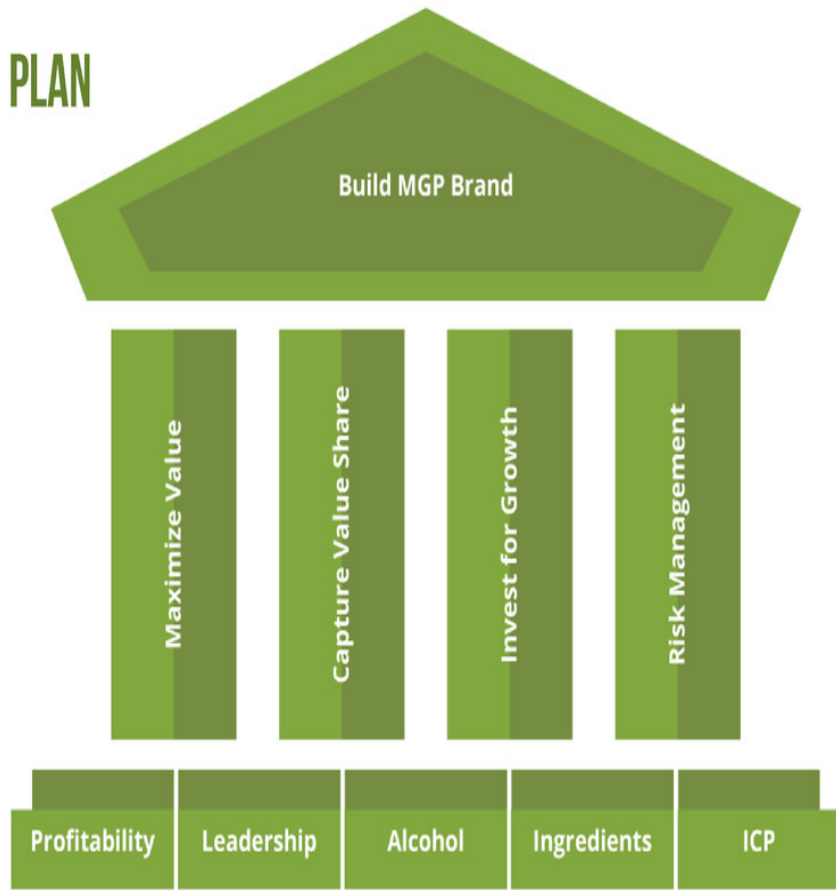 PLAN
Build MGP Brand
Maximize Value
Capture Value Share
Invest for Growth
Risk Management
Profitability
Leadership
Alcohol
Ingredients
ICP